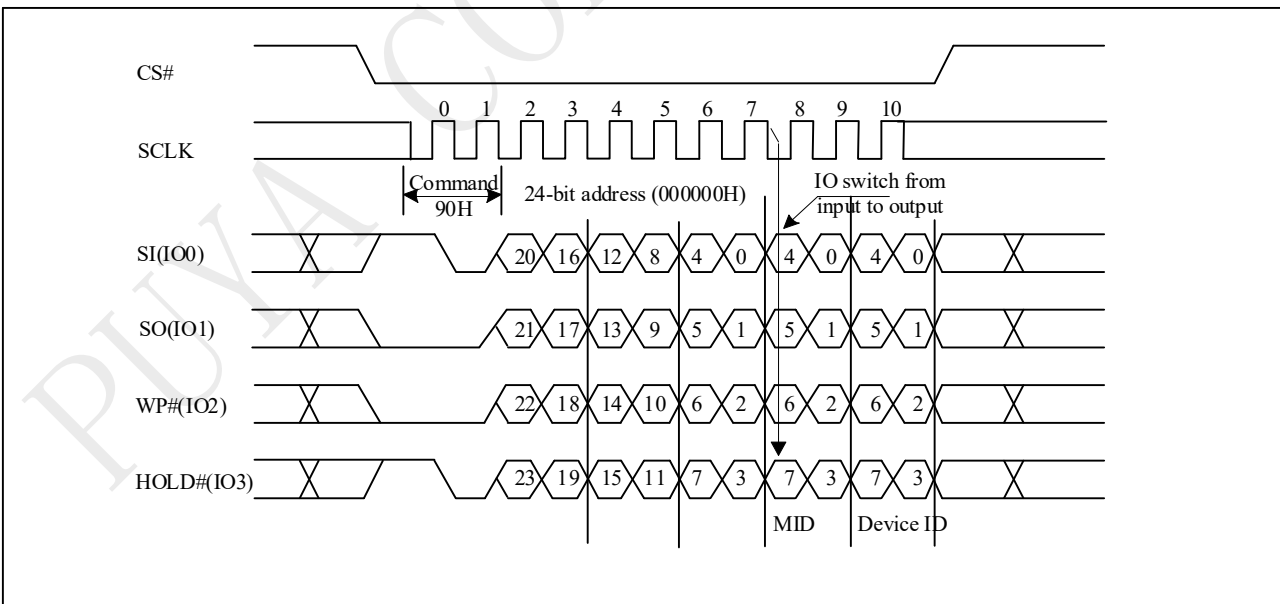 PUYA CO
CS#
0 1 2 3 4 5 6 7 8 9 10
SCLK
Command
90H
24-bit address (000000H)
IO switch from
input to output
SI(IO0)
20 16 12 8 4 0 4 0 4 0
SO(IO1)
21 17 13 9 5 1 5 1 5 1
WP#(IO2)
22 18 14 10 6 2 6 2 6 2
HOLD#(IO3)
23 19 15 11 7 3 7 3 7 3
MID Device ID